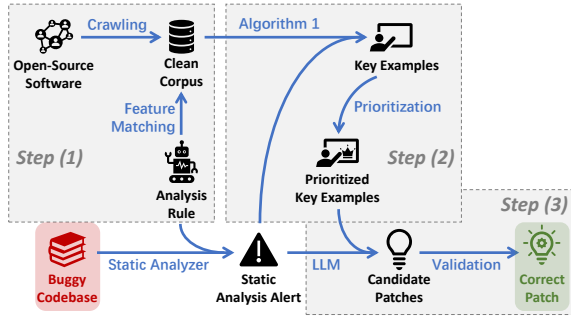 Crawling
Open-Source
Software
Clean
Corpus
Algorithm 1
Key Examples
Feature
Matching
Prioritization
Step (1)
Analysis
Rule
Prioritized
Key Examples
Step (2)
Step (3)
Buggy
Codebase
Static Analyzer
Static
Analysis Alert
LLM
Candidate
Patches
Validation
Correct
Patch